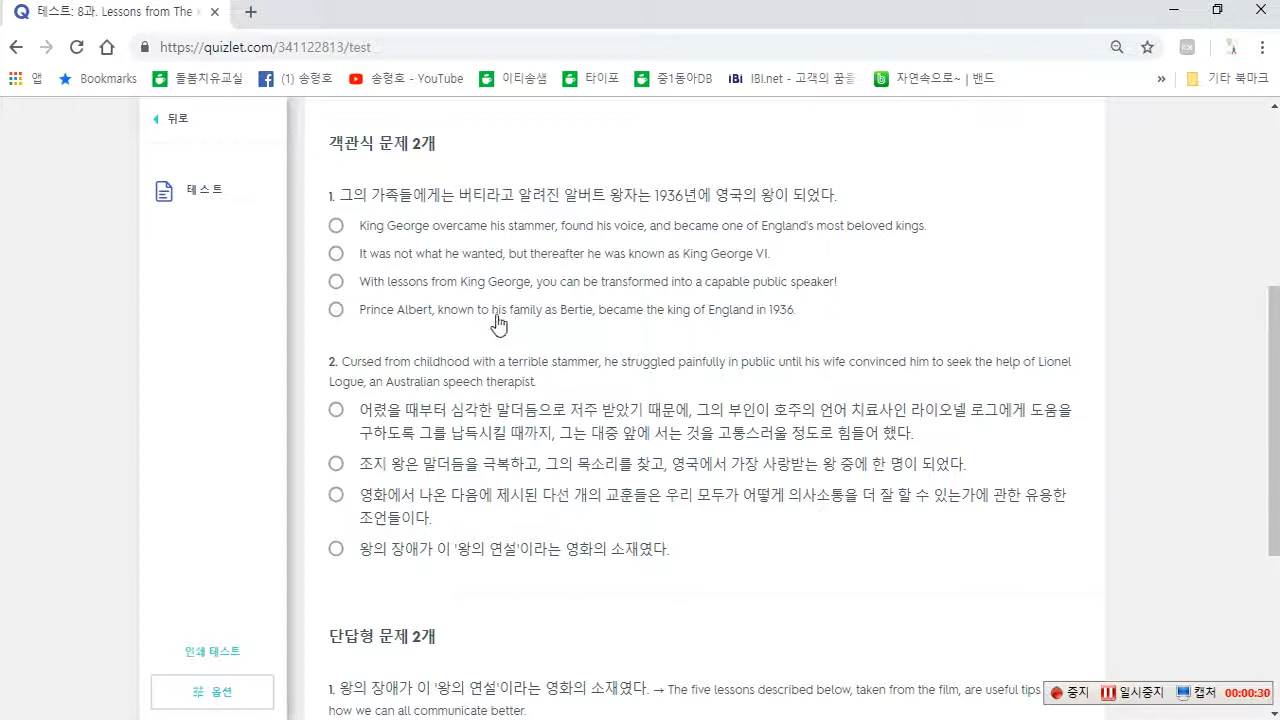 테스트: 8과. Lessons from The
https://quizlet.com/341122813/test
앱
Bookmarks
돌봄치유교실
(1) 송형호
송형호 - YouTube
이티송샘
타이포
중1동아DB
IBI IBI.net - 고객의 꿈을
자연속으로~ | 밴드
»
기타 북마크
뒤로
테스트
객관식 문제 2개
1. 그의 가족들에게는 버티라고 알려진 알버트 왕자는 1936년에 영국의 왕이 되었다.
King George overcame his stammer, found his voice, and became one of England's most beloved kings.
It was not what he wanted, but thereafter he was known as King George VI.
With lessons from King George, you can be transformed into a capable public speaker!
Prince Albert, known to his family as Bertie, became the king of England in 1936.
2. Cursed from childhood with a terrible stammer, he struggled painfully in public until his wife convinced him to seek the help of Lionel
Logue, an Australian speech therapist.
어렸을 때부터 심각한 말더듬으로 저주 받았기 때문에, 그의 부인이 호주의 언어 치료사인 라이오넬 로그에게 도움을
구하도록 그를 납득시킬 때까지, 그는 대중 앞에 서는 것을 고통스러울 정도로 힘들어 했다.
조지 왕은 말더듬을 극복하고, 그의 목소리를 찾고, 영국에서 가장 사랑받는 왕 중에 한 명이 되었다.
영화에서 나온 다음에 제시된 다선 개의 교훈들은 우리 모두가 어떻게 의사소통을 더 잘 할 수 있는가에 관한 유용한
조언들이다.
왕의 장애가 이 '왕의 연설'이라는 영화의 소재였다.
단답형 문제 2개
인쇄 테스트
옵션
1. 왕의 장애가 이 '왕의 연설'이라는 영화의 소재였다. → The five lessons described below, taken from the film, are useful tips
how we can all communicate better.
중지
일시중지
캡처
00:00:30